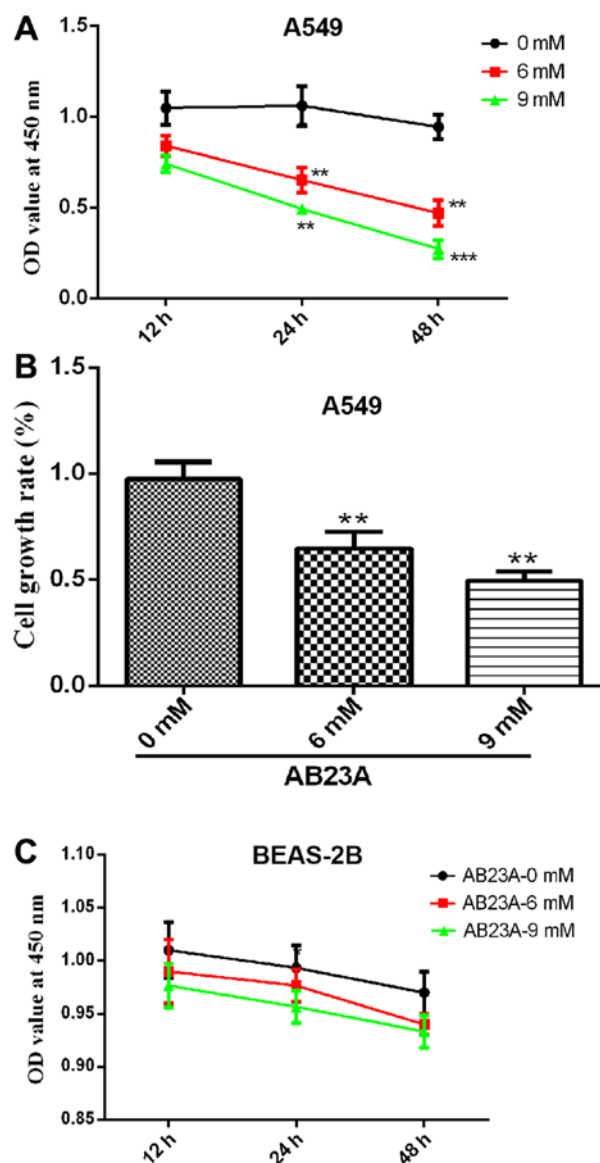 A
A549
0 mM
6 mM
9 mM
OD value at 450 nm
1.5
1.0
0.5
0.0
**
**
**
***
12 h
24 h
48 h
B
A549
Cell growth rate (%)
1.5
1.0
0.5
0.0
**
**
0 mM
6 mM
9 mM
AB23A
C
BEAS-2B
AB23A-0 mM
AB23A-6 mM
AB23A-9 mM
OD value at 450 nm
1.10
1.05
1.00
0.95
0.90
0.85
12 h
24 h
48 h